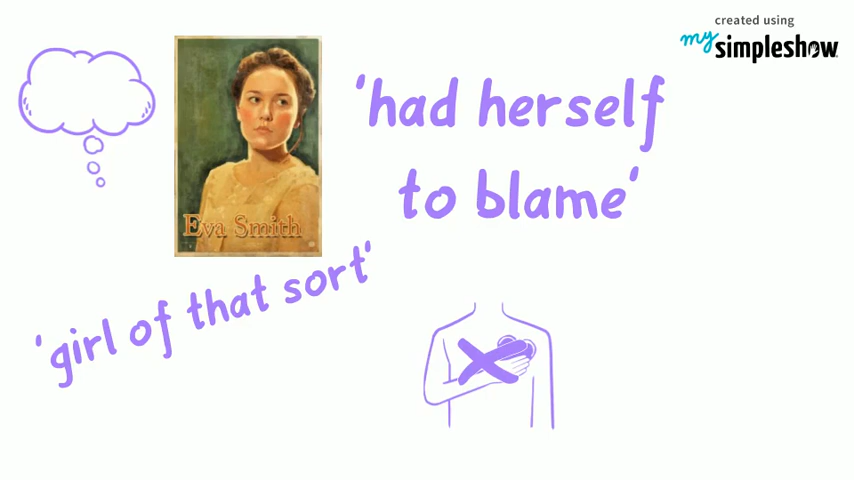 created using
my simpleshow
'had herself
to blame'
Eva Smith
'girl of that sort'